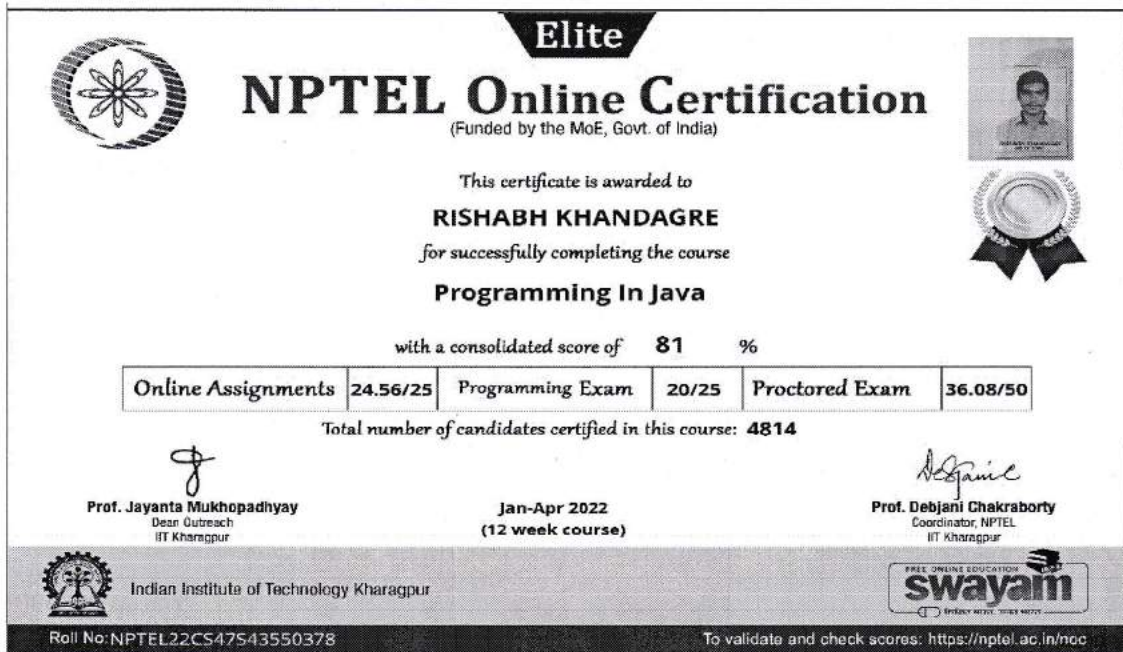 Elite
NPTEL Online Certification
(Funded by the MoE, Govt. of India)
This certificate is awarded to
RISHABH KHANDAGRE
for successfully completing the course
Programming In Java
with a consolidated score of 81 %
Online Assignments 24.56/25 Programming Exam 20/25 Proctored Exam 36.08/50
Total number of candidates certified in this course: 4814
Prof. Jayanta Mukhopadhyay
Dean Outreach
IIT Kharagpur
Jan-Apr 2022
(12 week course)
Prof. Debjani Chakraborty
Coordinator, NPTEL
IIT Kharagpur
Indian Institute of Technology Kharagpur
FREE ONLINE EDUCATION
swayam
Roll No:NPTEL22CS47S43550378
To validate and check scores: https://nptel.ac.in/noc